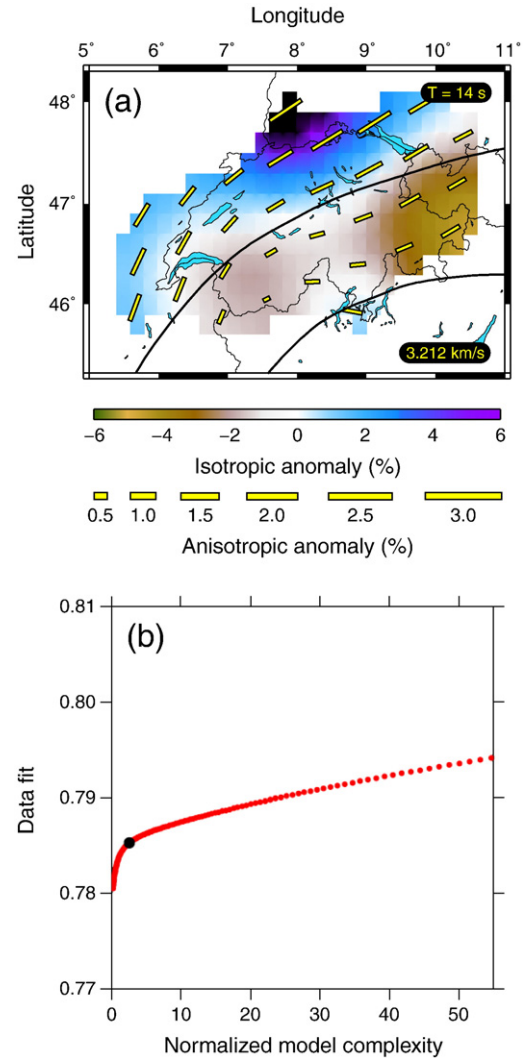 Longitude
5˚ 6˚ 7˚ 8˚ 9˚ 10˚ 11˚
(a)
T = 14 s
48˚
47˚
46˚
Latitude
3.212 km/s
−6 −4 −2 0 2 4 6
Isotropic anomaly (%)
0.5 1.0 1.5 2.0 2.5 3.0
Anisotropic anomaly (%)
(b)
0.81
0.80
0.79
0.78
0.77
Data fit
0 10 20 30 40 50
Normalized model complexity